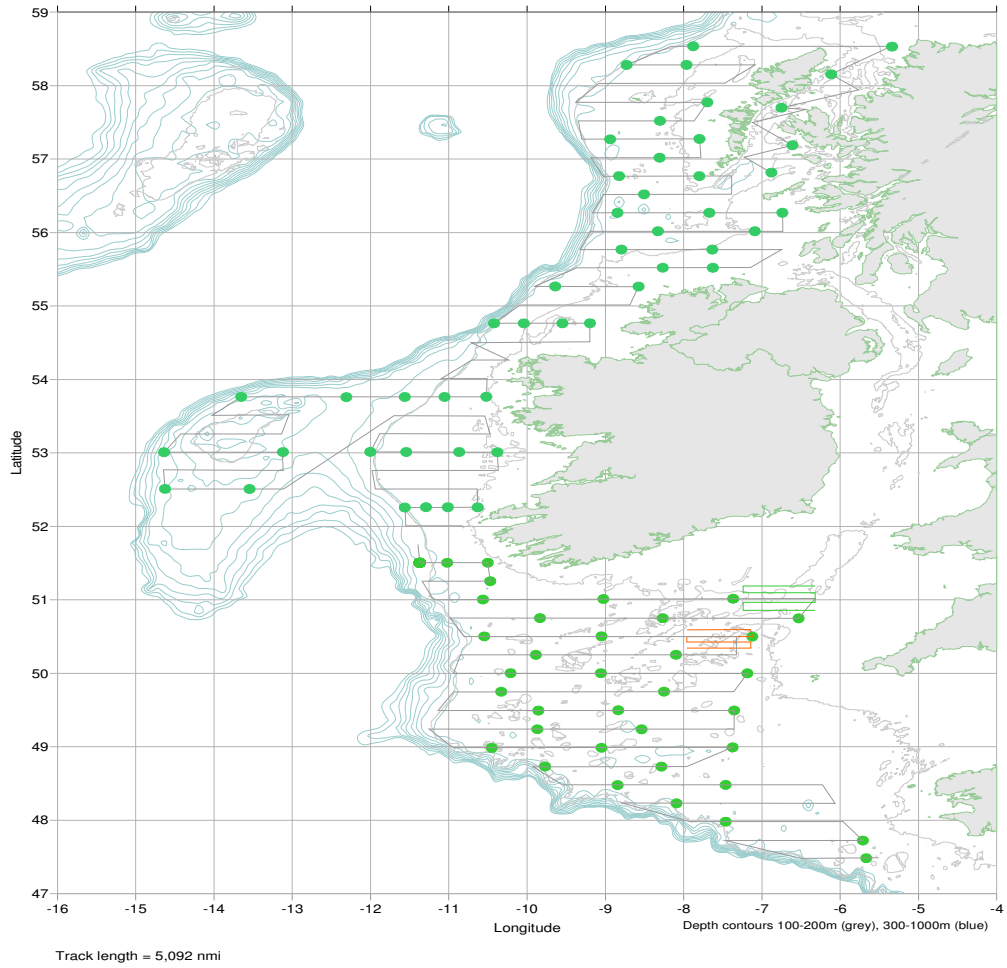 59
58
57
56
55
54
53
52
51
50
49
48
47
Latitude
-16 -15 -14 -13 -12 -11 -10 -9 -8 -7 -6 -5 -4
Longitude
Depth contours 100-200m (grey), 300-1000m (blue)
Track length = 5,092 nmi